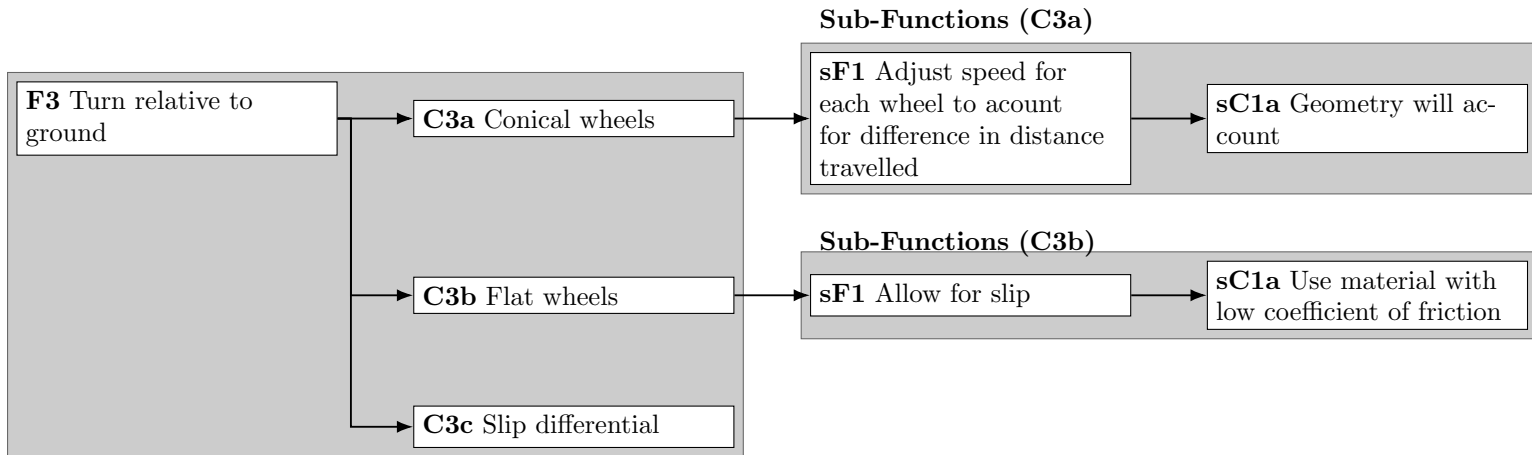 Sub-Functions (C3a)
F3 Turn relative to
ground
C3a Conical wheels
sF1 Adjust speed for
each wheel to acount
for difference in distance
travelled
sC1a Geometry will ac-
count
Sub-Functions (C3b)
C3b Flat wheels
sF1 Allow for slip
sC1a Use material with
low coefficient of friction
C3c Slip differential